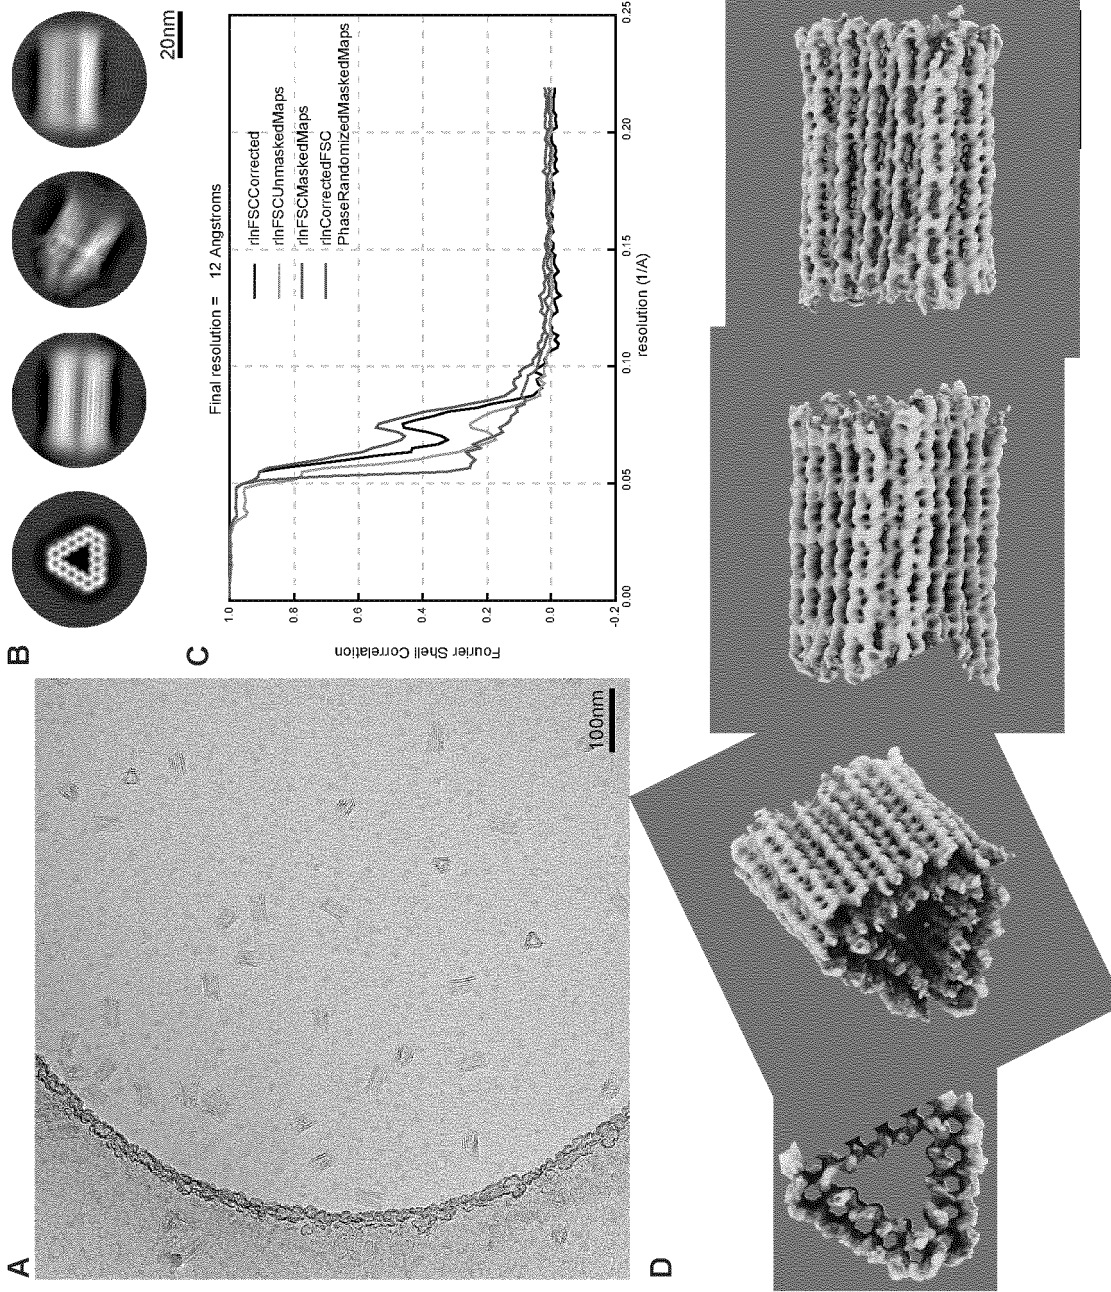 A
100nm
B
20nm
C
Final resolution = 12 Angstroms
rlnFSCCorrected
rlnFSCUnmaskedMaps
rlnFSCMaskedMaps
rlnCorrectedFSC
PhaseRandomizedMaskedMaps
Fourier Shell Correlation
1.0
0.8
0.6
0.4
0.2
0.0
-0.2
0.00
0.05
0.10
0.15
0.20
0.25
resolution (1/A)
D